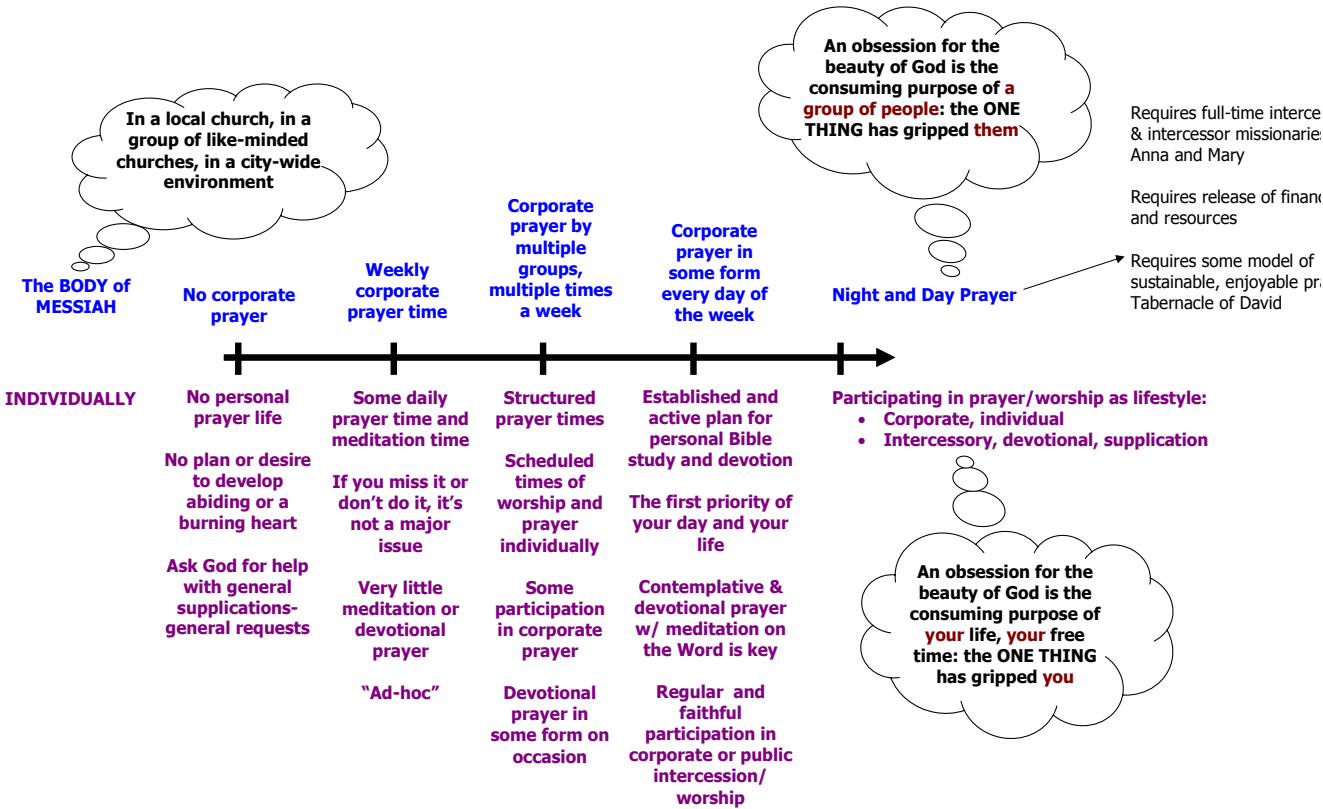 An obsession for the
beauty of God is the
consuming purpose of a
group of people: the ONE
THING has gripped them
In a local church, in a
group of like-minded
churches, in a city-wide
environment
Requires full-time
& intercessor
Anna and Mary
Requires release of
and resources
Requires some model of
sustainable, enjoyable
Tabernacle of David
The BODY of
MESSIAH
No corporate
prayer
Weekly
corporate
prayer time
Corporate
prayer by
multiple
groups,
multiple times
a week
Corporate
prayer in
some form
every day of
the week
Night and Day Prayer
INDIVIDUALLY
No personal
prayer life
No plan or desire
to develop
abiding or a
burning heart
Ask God for help
with general
supplications-
general requests
Some daily
prayer time and
meditation time
If you miss it or
don’t do it, it’s
not a major
issue
Very little
meditation or
devotional
prayer
“Ad-hoc”
Structured
prayer times
Scheduled
times of
worship and
prayer
individually
Some
participation
in corporate
prayer
Devotional
prayer in
some form on
occasion
Established and
active plan for
personal Bible
study and devotion
The first priority of
your day and your
life
Contemplative &
devotional prayer
w/ meditation on
the Word is key
Regular and
faithful
participation in
corporate or public
intercession/
worship
Participating in prayer/worship as lifestyle:
• Corporate, individual
• Intercessory, devotional, supplication
An obsession for the
beauty of God is the
consuming purpose of
your life, your free
time: the ONE THING
has gripped you